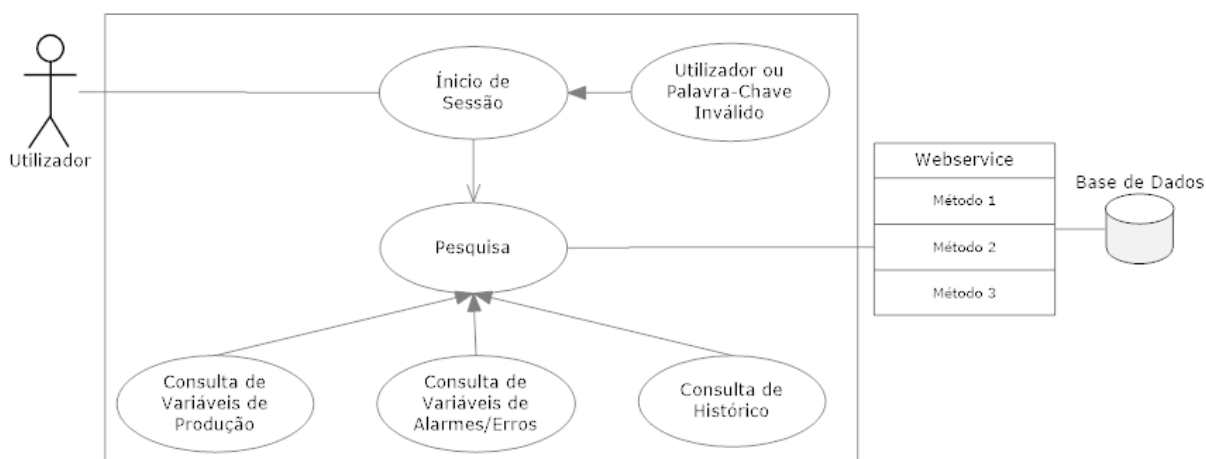 Utilizador
Ínicio de
Sessão
Utilizador ou
Palavra-Chave
Inválido
Pesquisa
Consulta de
Variáveis de
Produção
Consulta de
Variáveis de
Alarmes/Erros
Consulta de
Histórico
Webservice
Método 1
Método 2
Método 3
Base de Dados